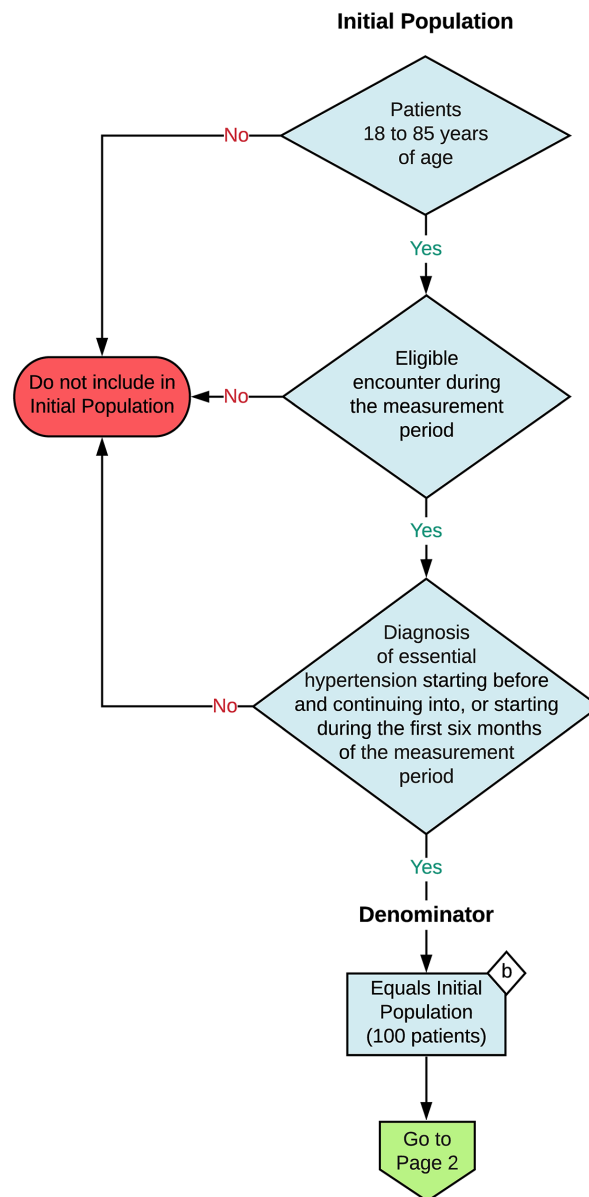 Initial Population
Patients
18 to 85 years
of age
No
Yes
Eligible
encounter during
the measurement
period
Do not include in
Initial Population
No
Yes
Diagnosis
of essential
hypertension starting before
and continuing into, or starting
during the first six months
of the measurement
period
No
Yes
Denominator
b
Equals Initial
Population
(100 patients)
Go to
Page 2